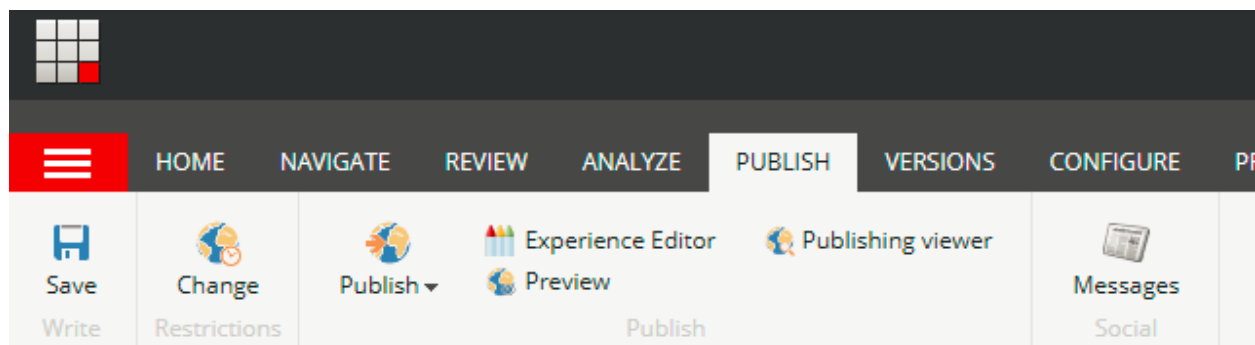 HOME NAVIGATE REVIEW ANALYZE PUBLISH VERSIONS CONFIGURE
Experience Editor Publishing viewer
Save Change Publish Preview Messages
Write Restrictions Publish Social